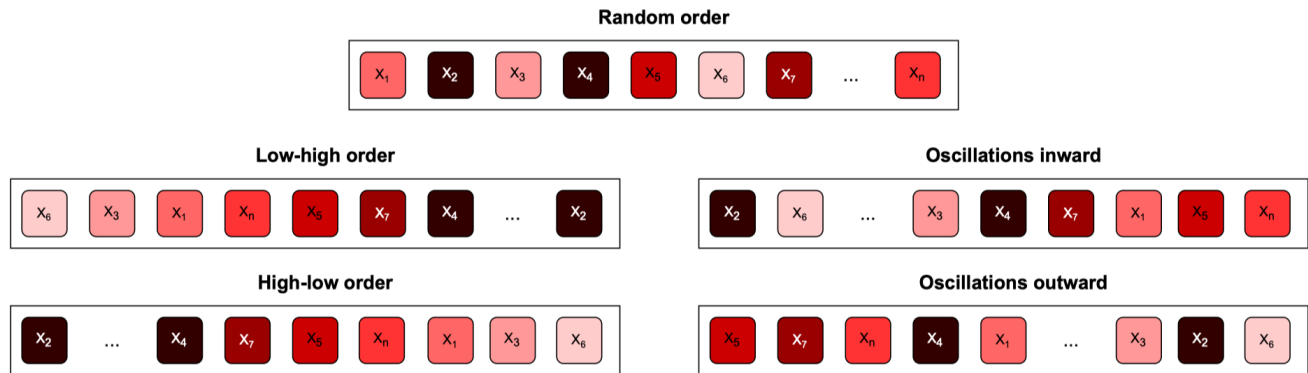 Random order
X₁ X₂ X₃ X₄ X₅ X₆ X₇ ... Xₙ
Low-high order
X₆ X₃ X₁ Xₙ X₅ X₇ X₄ ... X₂
Oscillations inward
X₂ X₆ ... X₃ X₄ X₇ X₁ X₅ Xₙ
High-low order
X₂ ... X₄ X₇ X₅ Xₙ X₁ X₃ X₆
Oscillations outward
X₅ X₇ Xₙ X₄ X₁ ... X₃ X₂ X₆